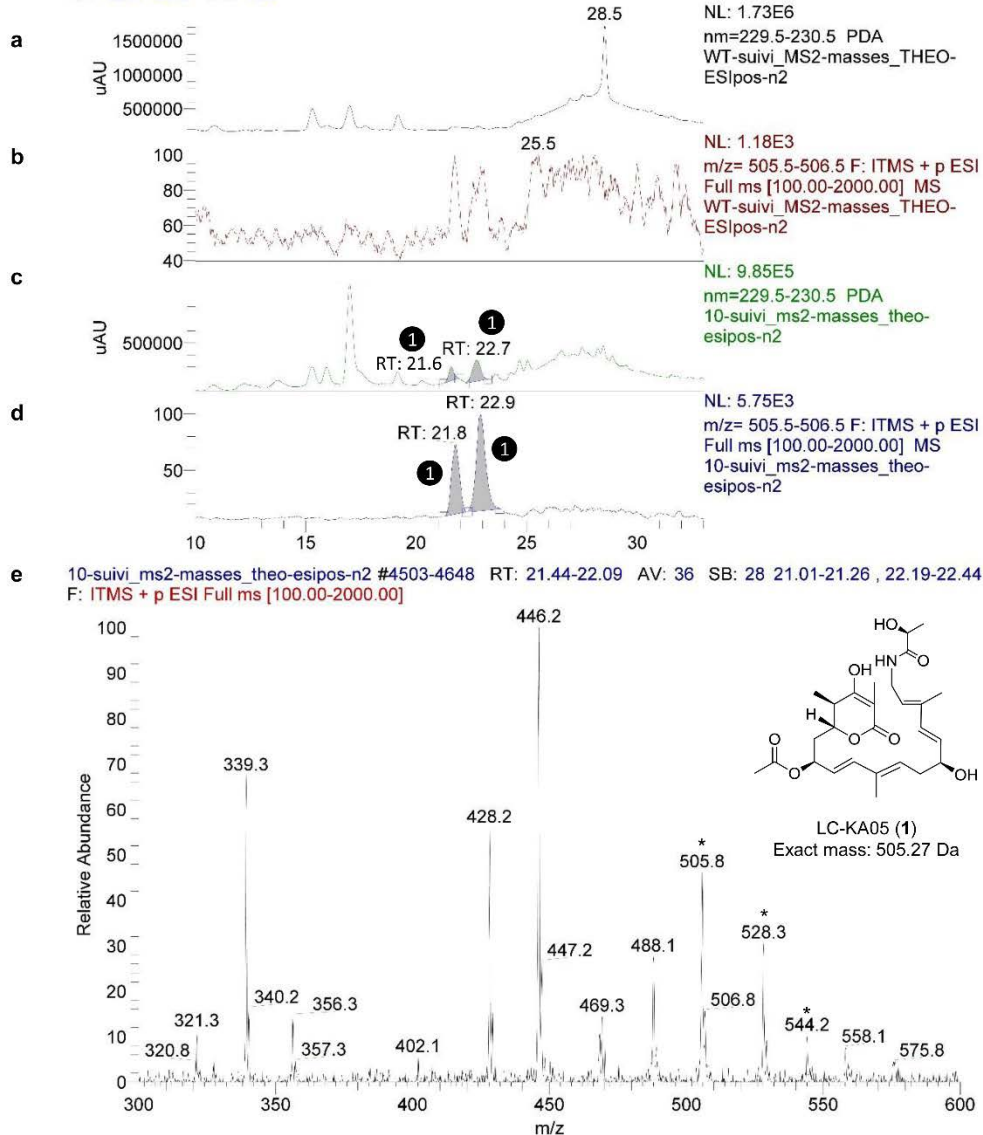 a
1500000
1000000
500000
uAU
28.5
NL: 1.73E6
nm=229.5-230.5 PDA
WT-suivi_MS2-masses_THEO-
ESIpos-n2
b
100
80
60
40
25.5
NL: 1.18E3
m/z= 505.5-506.5 F: ITMS + p ESI
Full ms [100.00-2000.00] MS
WT-suivi_MS2-masses_THEO-
ESIpos-n2
c
500000
uAU
1
RT: 21.6
1
RT: 22.7
NL: 9.85E5
nm=229.5-230.5 PDA
10-suivi_ms2-masses_theo-
esipos-n2
d
100
50
RT: 21.8
1
RT: 22.9
1
NL: 5.75E3
m/z= 505.5-506.5 F: ITMS + p ESI
Full ms [100.00-2000.00] MS
10-suivi_ms2-masses_theo-
esipos-n2
10 15 20 25 30
e
10-suivi_ms2-masses_theo-esipos-n2 #4503-4648 RT: 21.44-22.09 AV: 36 SB: 28 21.01-21.26 , 22.19-22.44
F: ITMS + p ESI Full ms [100.00-2000.00]
Relative Abundance
100
90
80
70
60
50
40
30
20
10
0
320.8
321.3
339.3
340.2
356.3
357.3
402.1
428.2
446.2
447.2
469.3
488.1
*
505.8
506.8
*
528.3
*
544.2
558.1
575.8
HO
O
HN
OH
H
O
O
O
O
OH
LC-KA05 (1)
Exact mass: 505.27 Da
300 350 400 450 500 550 600
m/z